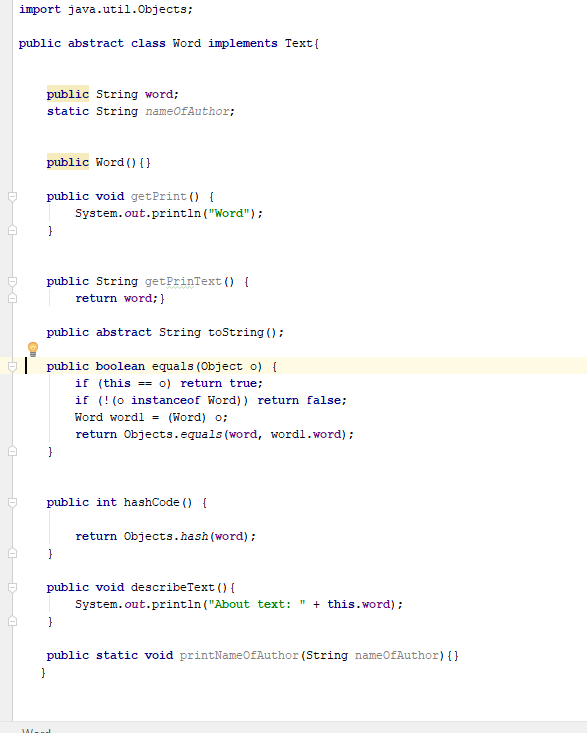 import java.util.Objects;
public abstract class Word implements Text{
public String word;
static String nameOfAuthor;
public Word(){}
public void getPrint() {
System.out.println("Word");
}
public String getPrinText() {
return word;}
public abstract String toString();
public boolean equals(Object o) {
if (this == o) return true;
if (!(o instanceof Word)) return false;
Word word1 = (Word) o;
return Objects.equals(word, word1.word);
}
public int hashCode() {
return Objects.hash(word);
}
public void describeText(){
System.out.println("About text: " + this.word);
}
public static void printNameOfAuthor(String nameOfAuthor){}
}
Word